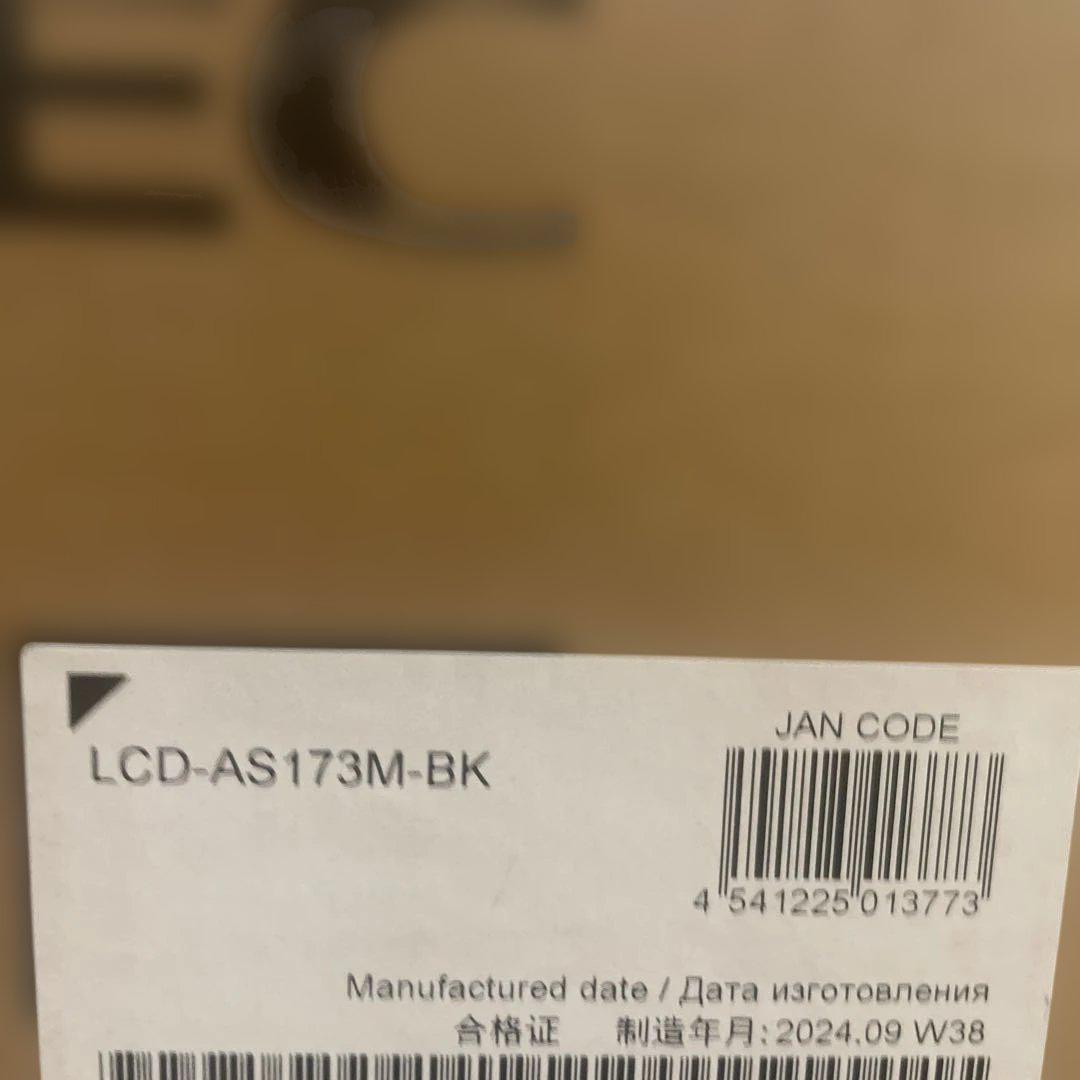 EC
LCD-AS173M-BK
JAN CODE
4 541225 013773
Manufactured date / Дата изготовления
合格证 制造年月: 2024.09 W38